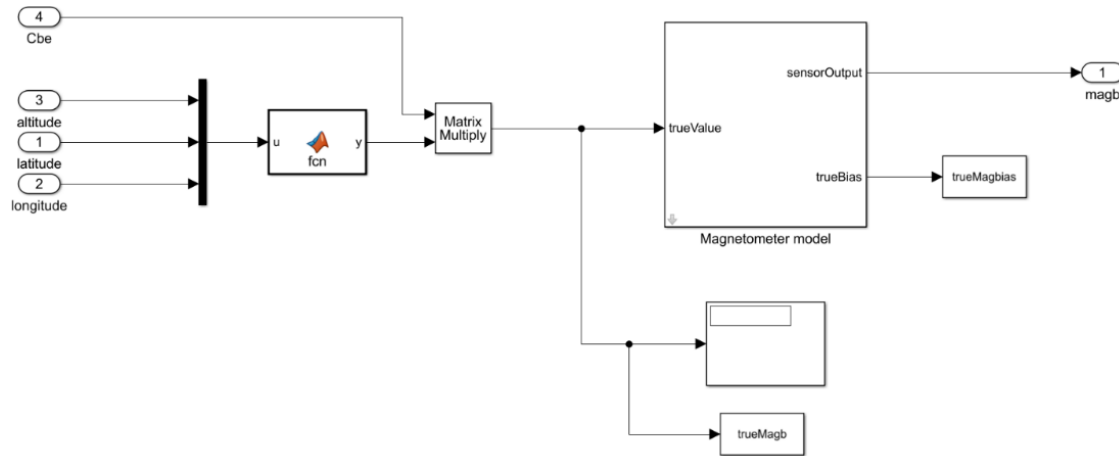 4
Cbe
3
altitude
1
latitude
2
longitude
u
y
fcn
Matrix
Multiply
sensorOutput
trueValue
trueBias
Magnetometer model
1
magb
trueMagbias
trueMagb